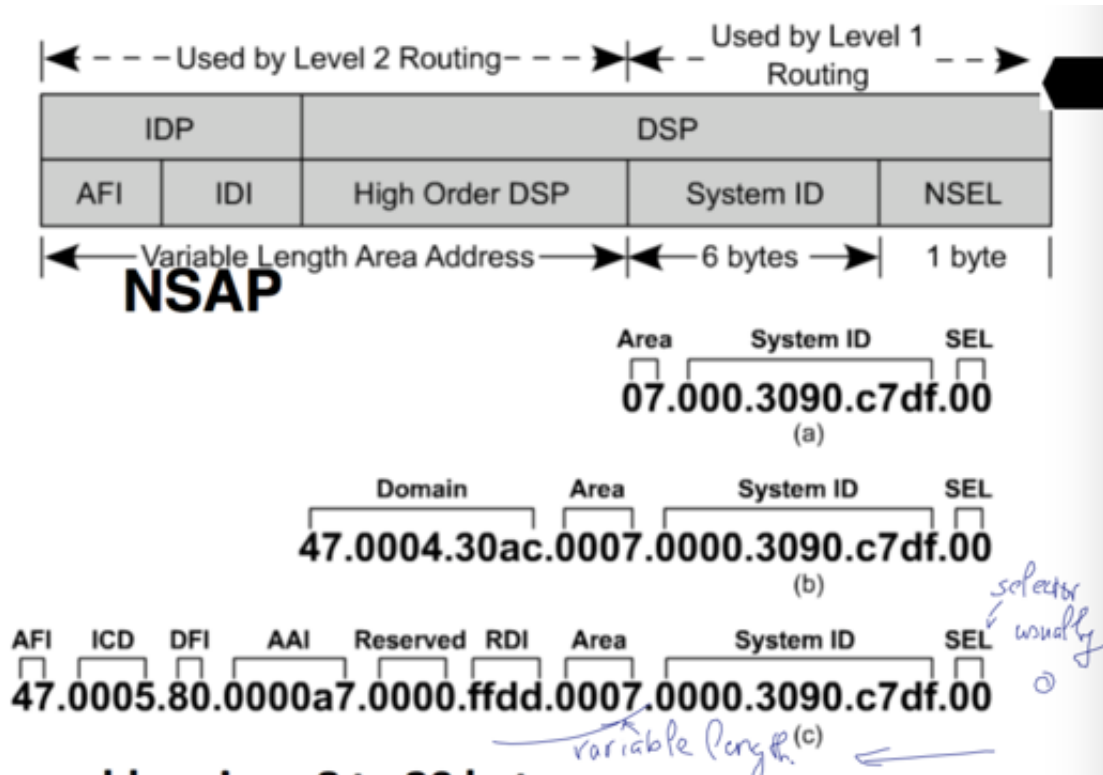 Used by Level 2 Routing
Used by Level 1
Routing
IDP DSP
AFI IDI High Order DSP System ID NSEL
Variable Length Area Address 6 bytes 1 byte
NSAP
Area System ID SEL
07.000.3090.c7df.00
(a)
Domain Area System ID SEL
47.0004.30ac.0007.0000.3090.c7df.00
(b)
selector
usually
0
AFI ICD DFI AAI Reserved RDI Area System ID SEL
47.0005.80.0000a7.0000.ffdd.0007.0000.3090.c7df.00
(c)
variable length